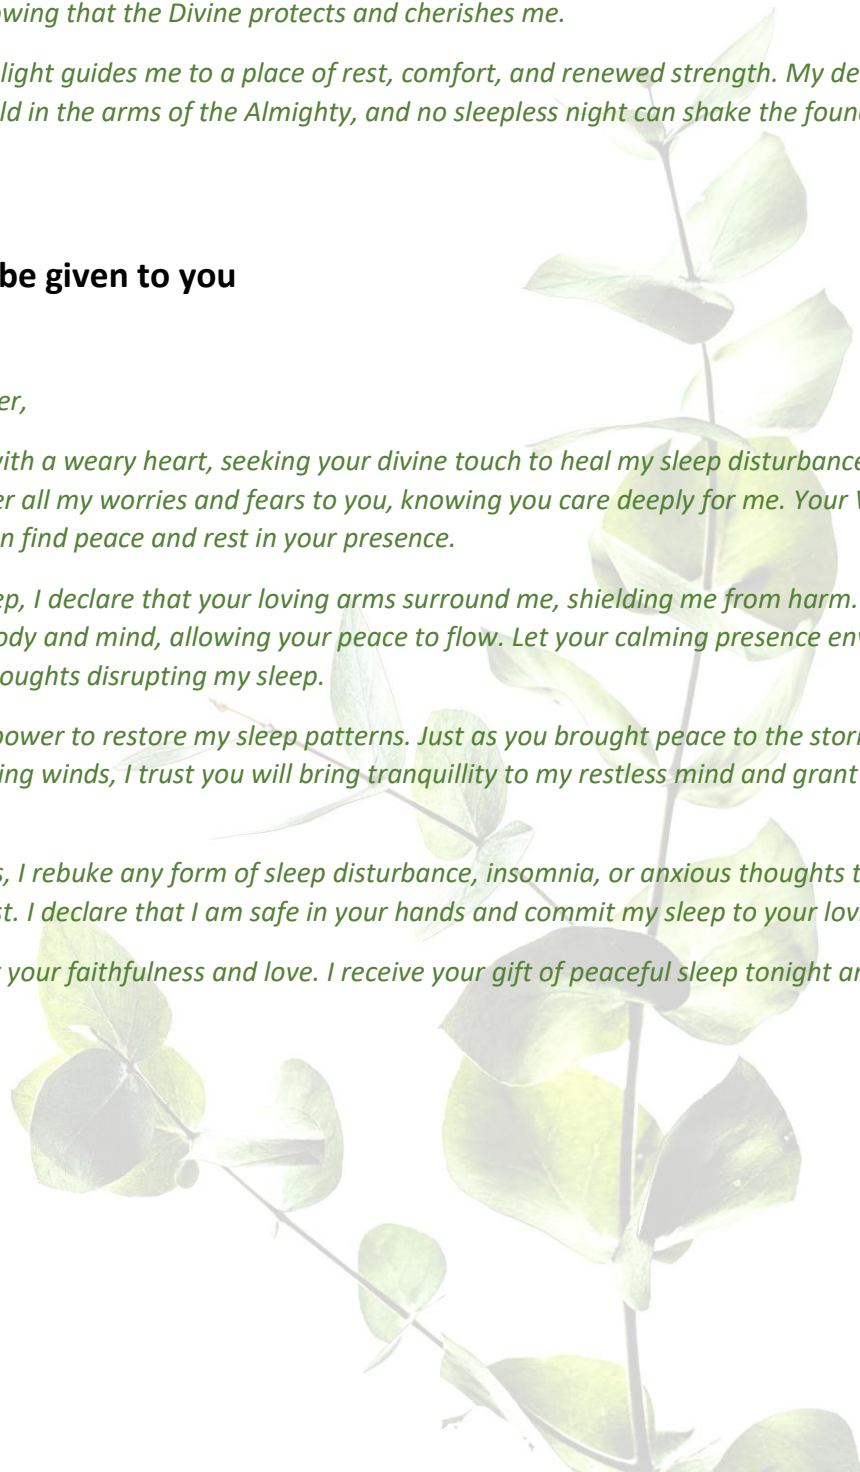 owing that the Divine protects and cherishes me.
light guides me to a place of rest, comfort, and renewed strength. My de
ld in the arms of the Almighty, and no sleepless night can shake the foun
be given to you
er,
with a weary heart, seeking your divine touch to heal my sleep disturbance
er all my worries and fears to you, knowing you care deeply for me. Your
n find peace and rest in your presence.
ep, I declare that your loving arms surround me, shielding me from harm.
ody and mind, allowing your peace to flow. Let your calming presence env
oughts disrupting my sleep.
power to restore my sleep patterns. Just as you brought peace to the stor
ing winds, I trust you will bring tranquillity to my restless mind and grant
s, I rebuke any form of sleep disturbance, insomnia, or anxious thoughts t
st. I declare that I am safe in your hands and commit my sleep to your lov
r your faithfulness and love. I receive your gift of peaceful sleep tonight an